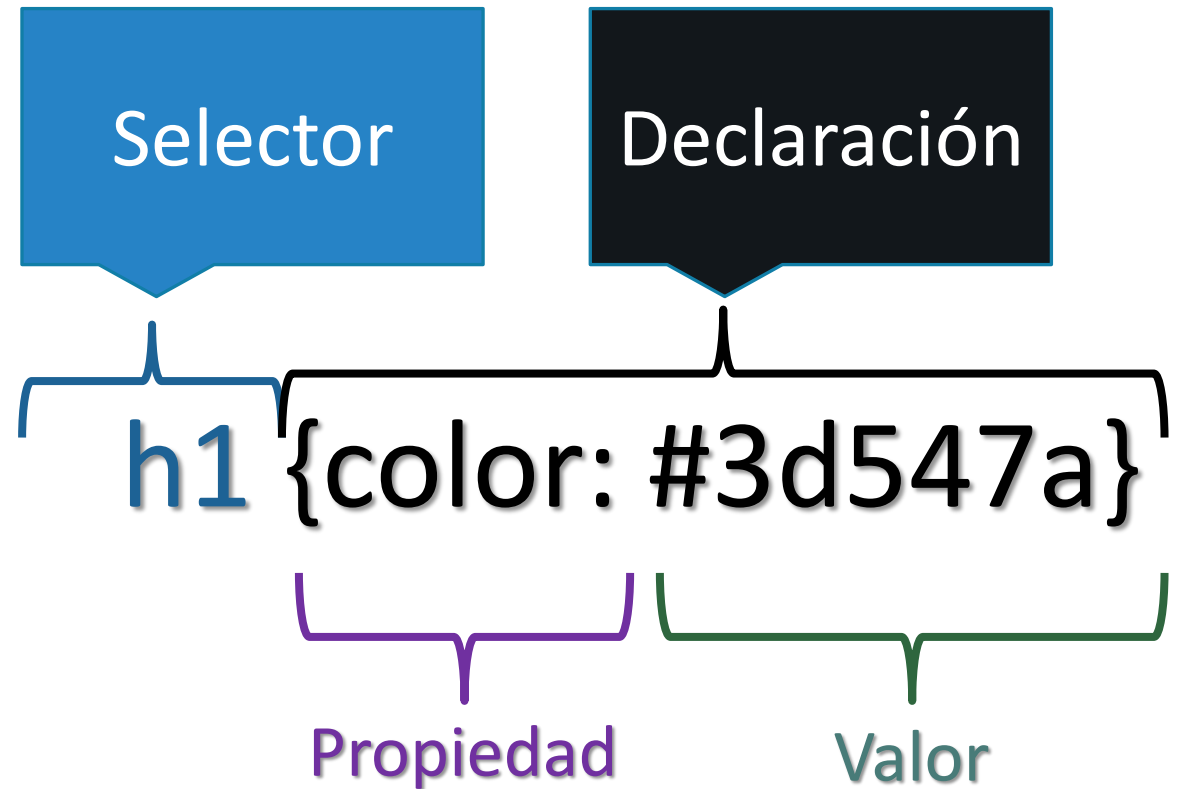 Selector
Declaración
h1 {color: #3d547a}
Propiedad
Valor